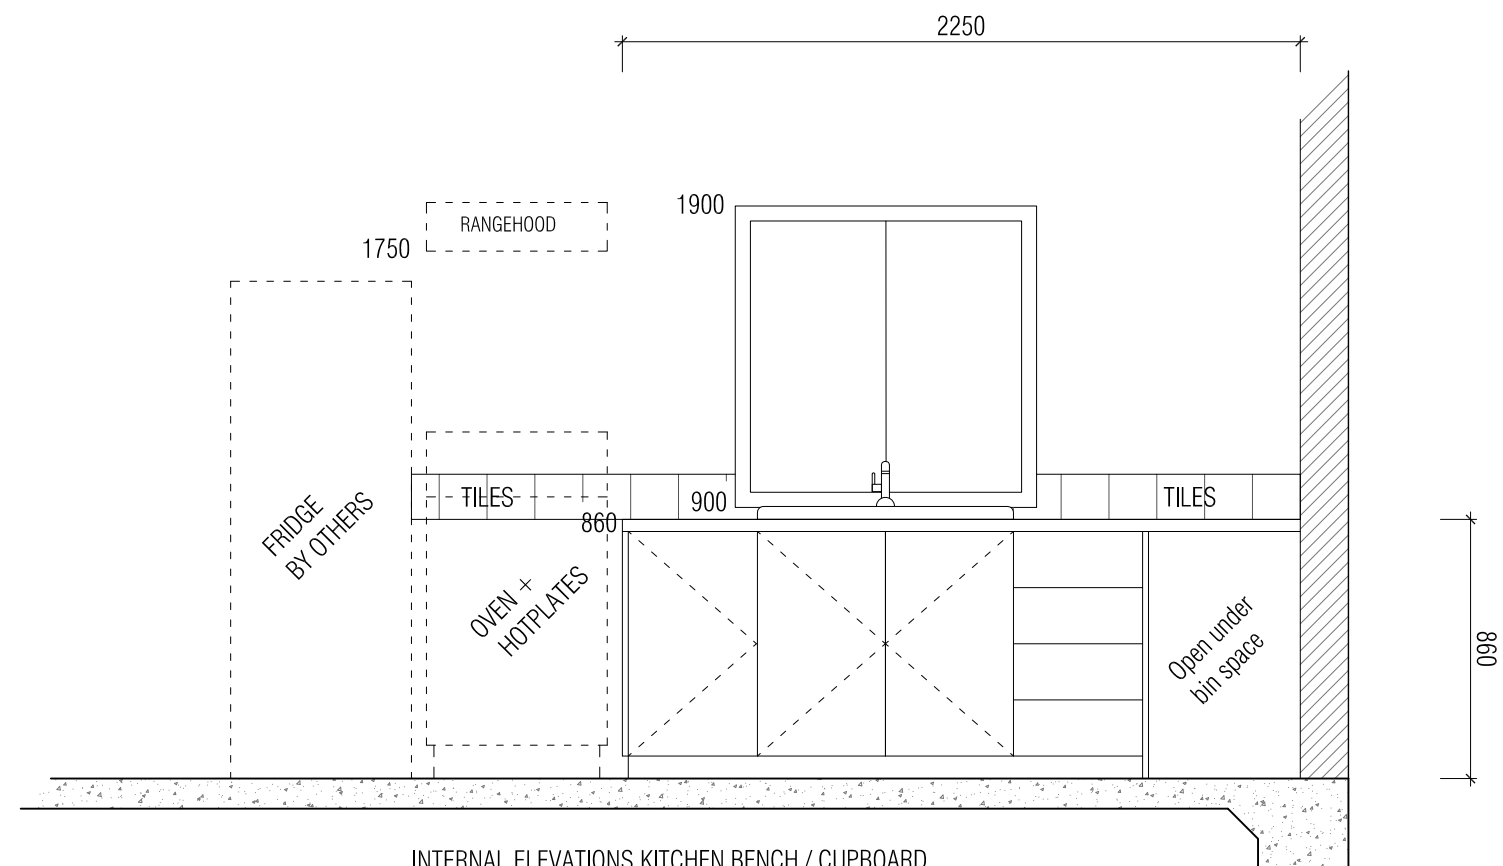 2250
RANGEHOOD
1900
1750
TILES
900
TILES
860
FRIDGE
BY OTHERS
OVEN +
HOTPLATES
Open under
bin space
860
INTERNAL ELEVATIONS KITCHEN BENCH / CUPBOARD